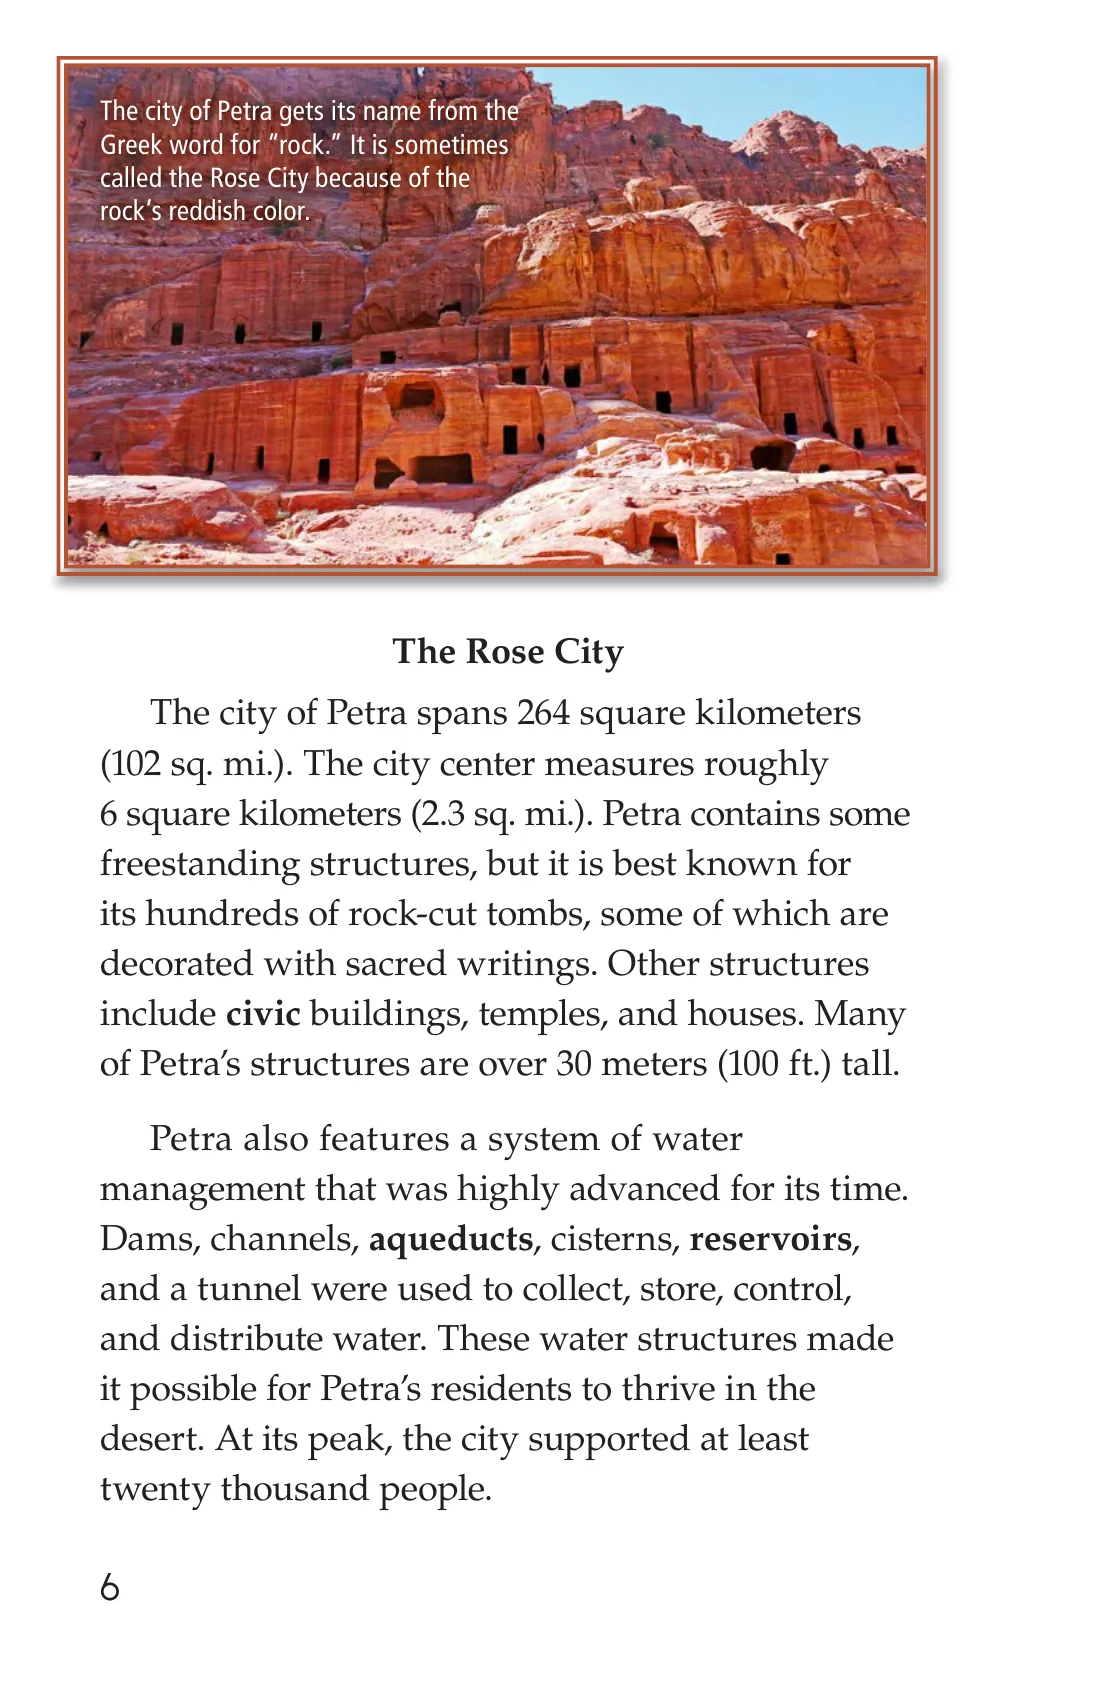 The city of Petra gets its name from the
Greek word for “rock.” It is sometimes
called the Rose City because of the
rock’s reddish color.
The Rose City
The city of Petra spans 264 square kilometers
(102 sq. mi.). The city center measures roughly
6 square kilometers (2.3 sq. mi.). Petra contains some
freestanding structures, but it is best known for
its hundreds of rock-cut tombs, some of which are
decorated with sacred writings. Other structures
include civic buildings, temples, and houses. Many
of Petra’s structures are over 30 meters (100 ft.) tall.
Petra also features a system of water
management that was highly advanced for its time.
Dams, channels, aqueducts, cisterns, reservoirs,
and a tunnel were used to collect, store, control,
and distribute water. These water structures made
it possible for Petra’s residents to thrive in the
desert. At its peak, the city supported at least
twenty thousand people.
6